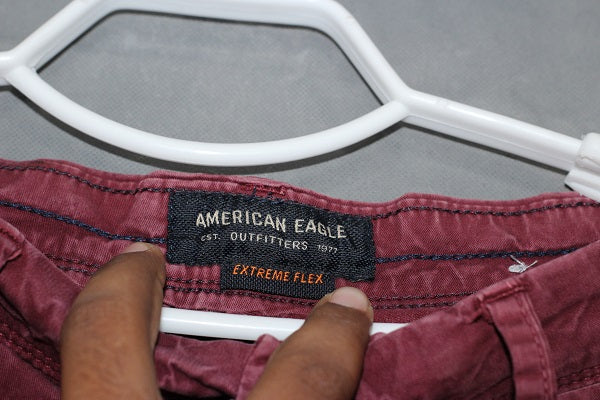 AMERICAN EAGLE
EST. OUTFITTERS 1977
EXTREME FLEX